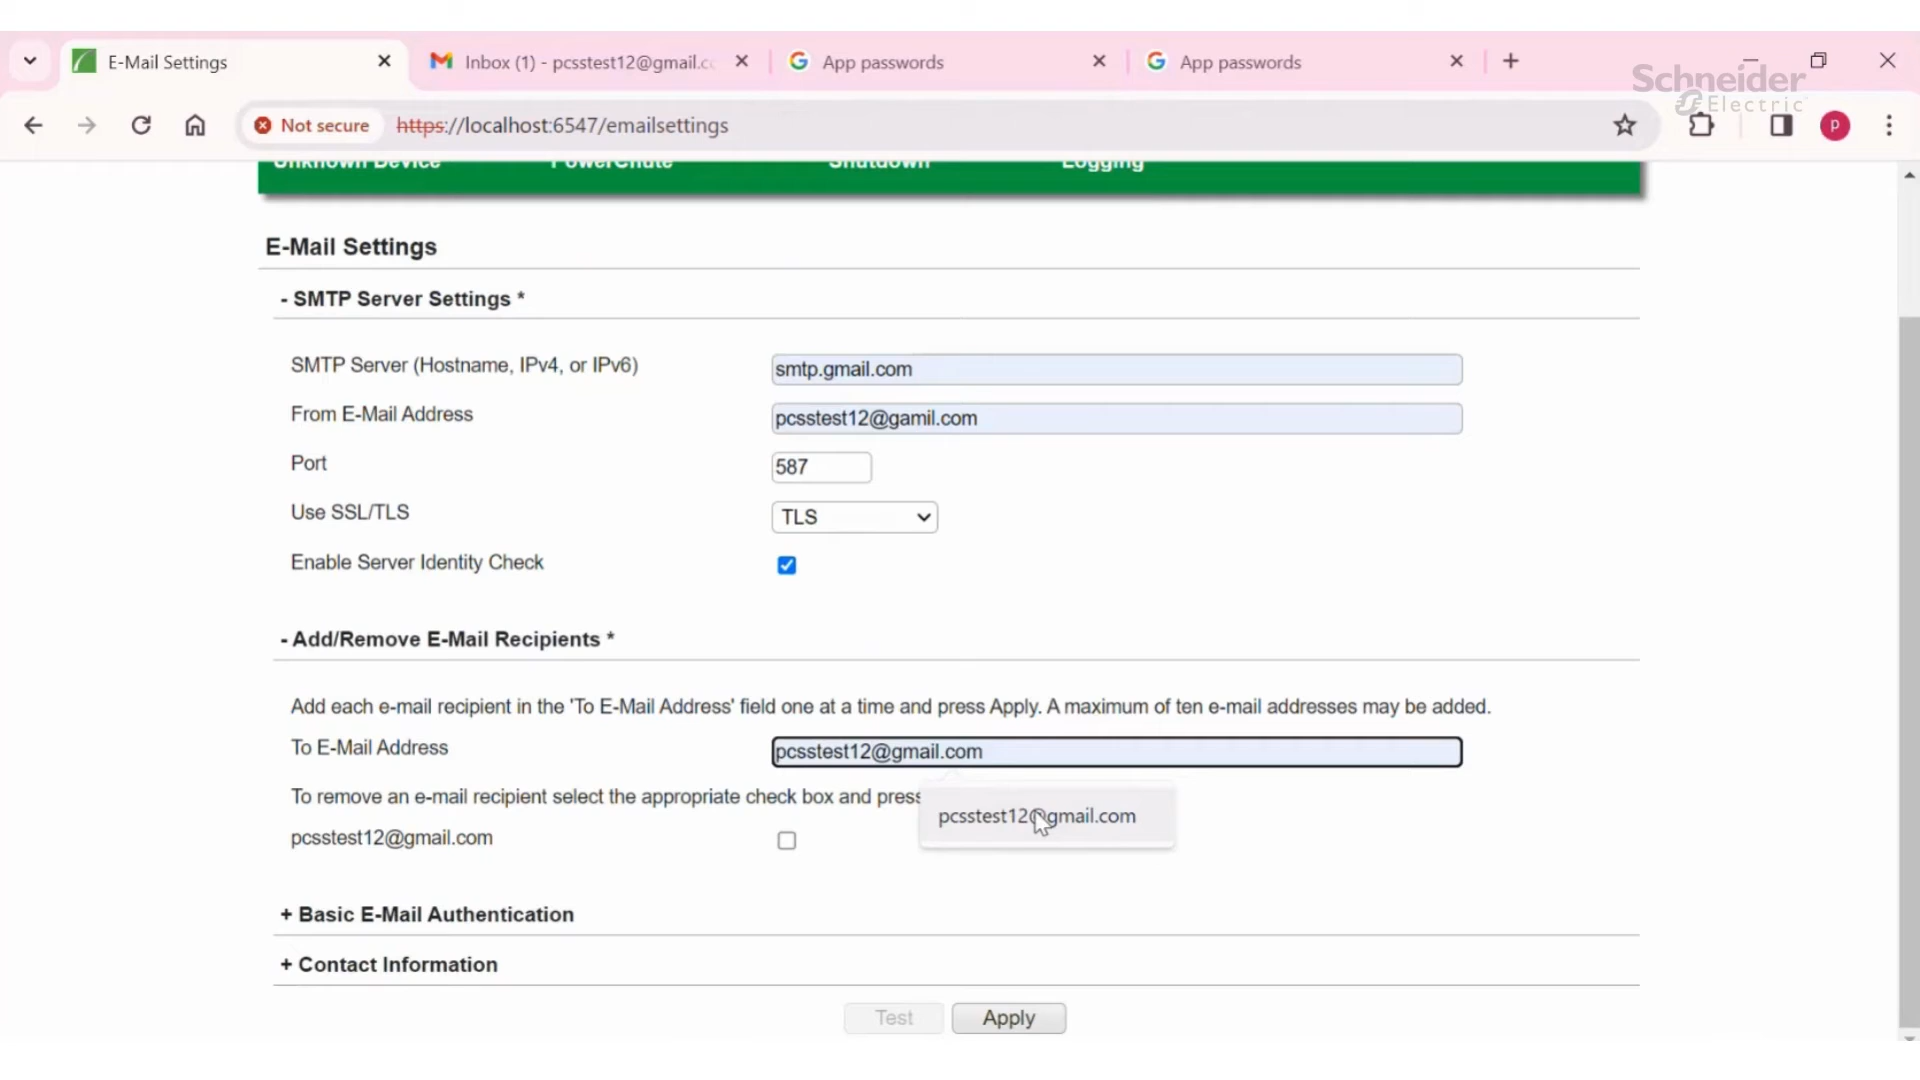 E-Mail Settings
Inbox (1) - pcsstest12@gmail.c
App passwords
App passwords
Schneider
Electric
Not secure
https://localhost:6547/emailsettings
P
Unknown Device PowerChute Shutdown Logging
E-Mail Settings
- SMTP Server Settings *
SMTP Server (Hostname, IPv4, or IPv6)
smtp.gmail.com
From E-Mail Address
pcsstest12@gamil.com
Port
587
Use SSL/TLS
TLS
Enable Server Identity Check
- Add/Remove E-Mail Recipients *
Add each e-mail recipient in the 'To E-Mail Address' field one at a time and press Apply. A maximum of ten e-mail addresses may be added.
To E-Mail Address
pcsstest12@gmail.com
To remove an e-mail recipient select the appropriate check box and press
pcsstest12@gmail.com
pcsstest12@gmail.com
+ Basic E-Mail Authentication
+ Contact Information
Test
Apply